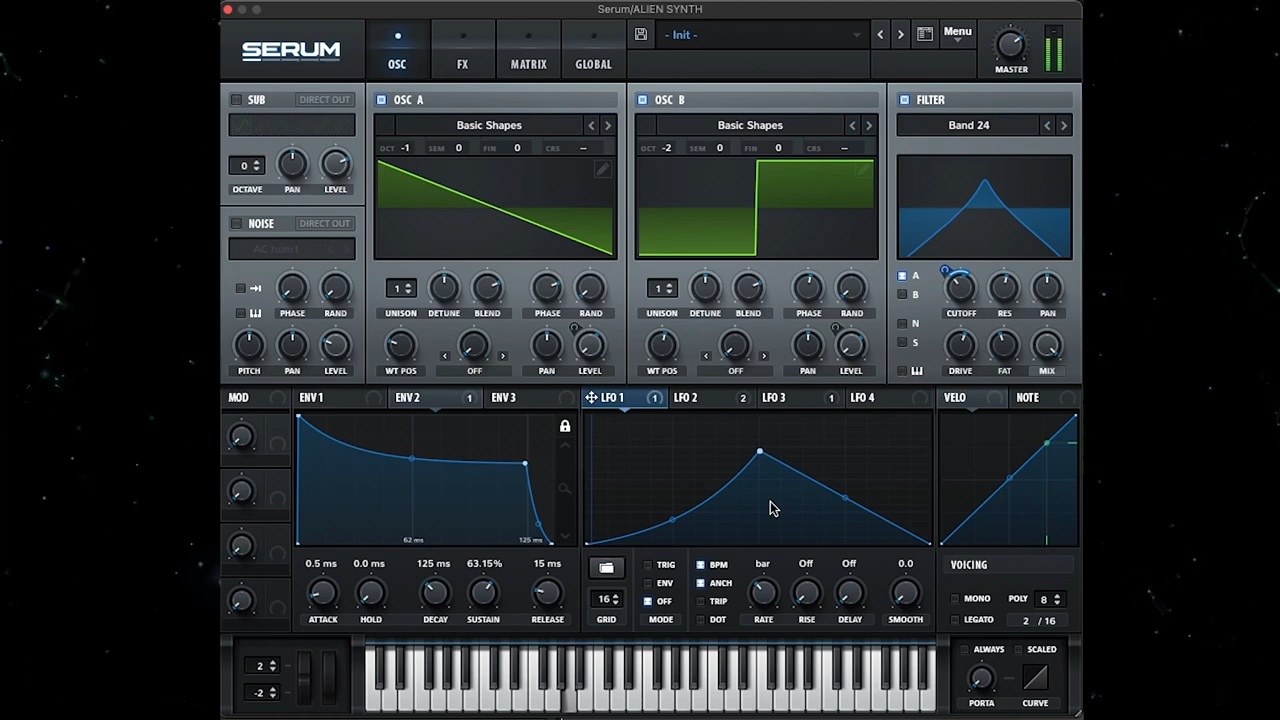 Serum/ALIEN SYNTH
SERUM
OSC
FX
MATRIX
GLOBAL
- Init -
Menu
MASTER
SUB
DIRECT OUT
0
OCTAVE
PAN
LEVEL
NOISE
DIRECT OUT
AC hum1
PHASE
RAND
PITCH
PAN
LEVEL
OSC A
Basic Shapes
OCT -1 SEM 0 FIN 0 CRS --
1
UNISON
DETUNE
BLEND
PHASE
RAND
WT POS
OFF
PAN
LEVEL
OSC B
Basic Shapes
OCT -2 SEM 0 FIN 0 CRS --
1
UNISON
DETUNE
BLEND
PHASE
RAND
WT POS
OFF
PAN
LEVEL
FILTER
Band 24
A
B
N
S
CUTOFF
RES
PAN
DRIVE
FAT
MIX
MOD
ENV 1
ENV 2 1
ENV 3
62 ms
125 ms
0.5 ms
0.0 ms
125 ms
63.15%
15 ms
ATTACK
HOLD
DECAY
SUSTAIN
RELEASE
LFO 1 1
LFO 2 2
LFO 3 1
LFO 4
16
GRID
TRIG
ENV
OFF
MODE
BPM
ANCH
TRIP
DOT
bar
Off
Off
0.0
RATE
RISE
DELAY
SMOOTH
VELO
NOTE
VOICING
MONO
POLY 8
LEGATO
2 / 16
2
-2
ALWAYS
SCALED
PORTA
CURVE